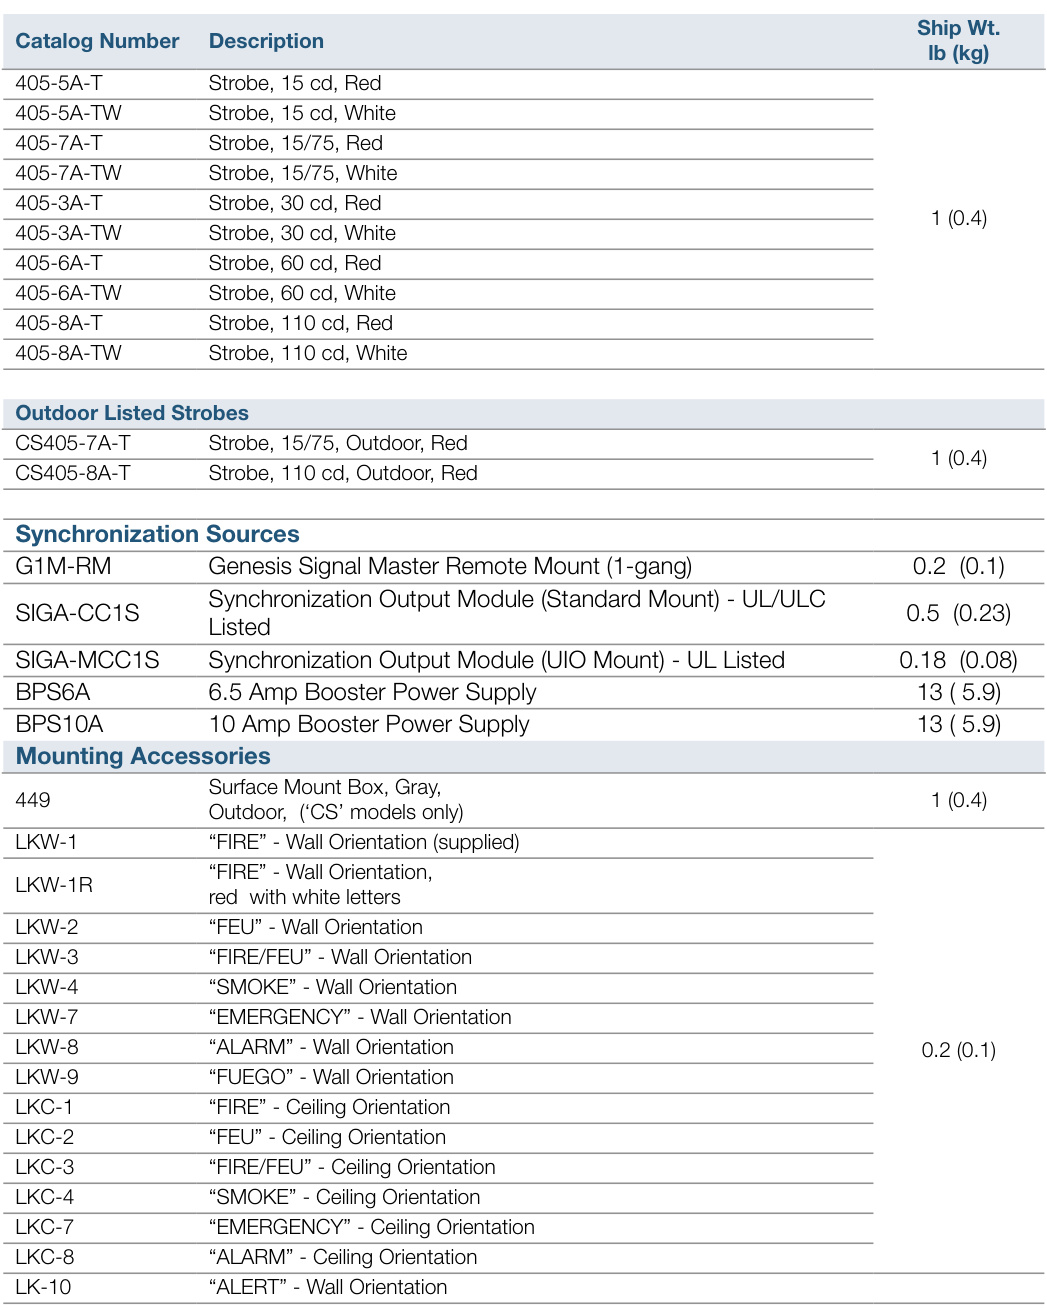 Catalog Number Description Ship Wt.
lb (kg)
405-5A-T Strobe, 15 cd, Red
405-5A-TW Strobe, 15 cd, White
405-7A-T Strobe, 15/75, Red
405-7A-TW Strobe, 15/75, White
405-3A-T Strobe, 30 cd, Red
1 (0.4)
405-3A-TW Strobe, 30 cd, White
405-6A-T Strobe, 60 cd, Red
405-6A-TW Strobe, 60 cd, White
405-8A-T Strobe, 110 cd, Red
405-8A-TW Strobe, 110 cd, White
Outdoor Listed Strobes
CS405-7A-T Strobe, 15/75, Outdoor, Red
1 (0.4)
CS405-8A-T Strobe, 110 cd, Outdoor, Red
Synchronization Sources
G1M-RM Genesis Signal Master Remote Mount (1-gang) 0.2 (0.1)
SIGA-CC1S Synchronization Output Module (Standard Mount) - UL/ULC
Listed 0.5 (0.23)
SIGA-MCC1S Synchronization Output Module (UIO Mount) - UL Listed 0.18 (0.08)
BPS6A 6.5 Amp Booster Power Supply 13 ( 5.9)
BPS10A 10 Amp Booster Power Supply 13 ( 5.9)
Mounting Accessories
449 Surface Mount Box, Gray,
Outdoor, (‘CS’ models only) 1 (0.4)
LKW-1 “FIRE” - Wall Orientation (supplied)
LKW-1R “FIRE” - Wall Orientation,
red with white letters
LKW-2 “FEU” - Wall Orientation
LKW-3 “FIRE/FEU” - Wall Orientation
LKW-4 “SMOKE” - Wall Orientation
LKW-7 “EMERGENCY” - Wall Orientation
LKW-8 “ALARM” - Wall Orientation 0.2 (0.1)
LKW-9 “FUEGO” - Wall Orientation
LKC-1 “FIRE” - Ceiling Orientation
LKC-2 “FEU” - Ceiling Orientation
LKC-3 “FIRE/FEU” - Ceiling Orientation
LKC-4 “SMOKE” - Ceiling Orientation
LKC-7 “EMERGENCY” - Ceiling Orientation
LKC-8 “ALARM” - Ceiling Orientation
LK-10 “ALERT” - Wall Orientation